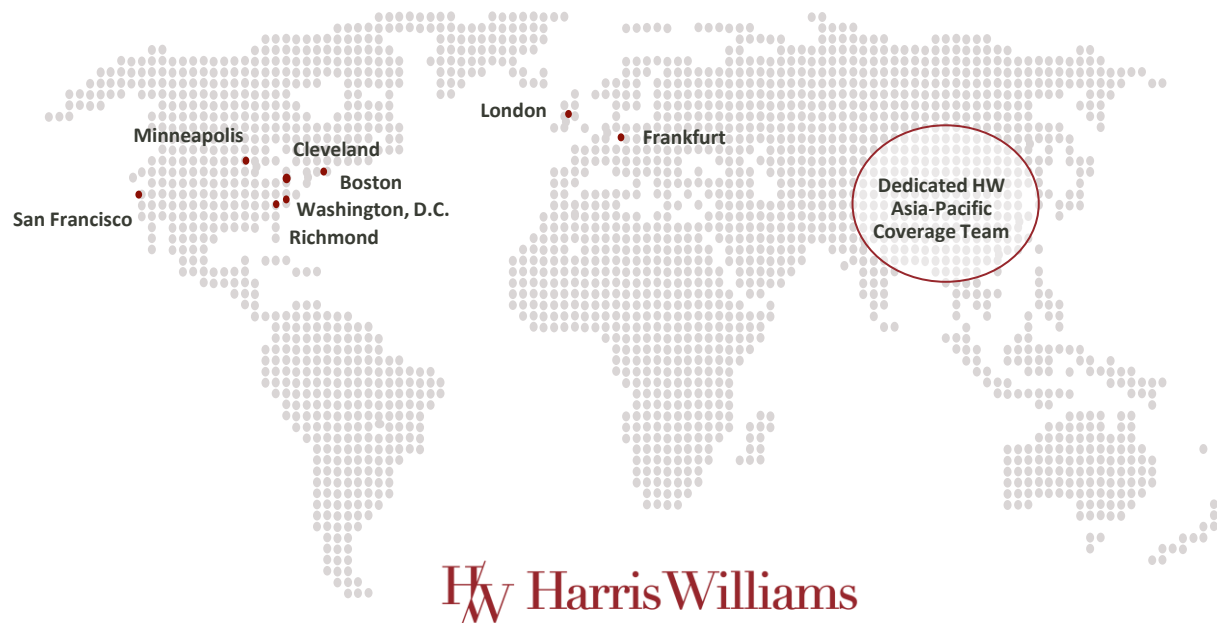 London
Minneapolis
Cleveland
Frankfurt
Boston
San Francisco
Washington, D.C.
Richmond
Dedicated HW
Asia-Pacific
Coverage Team
HW Harris Williams